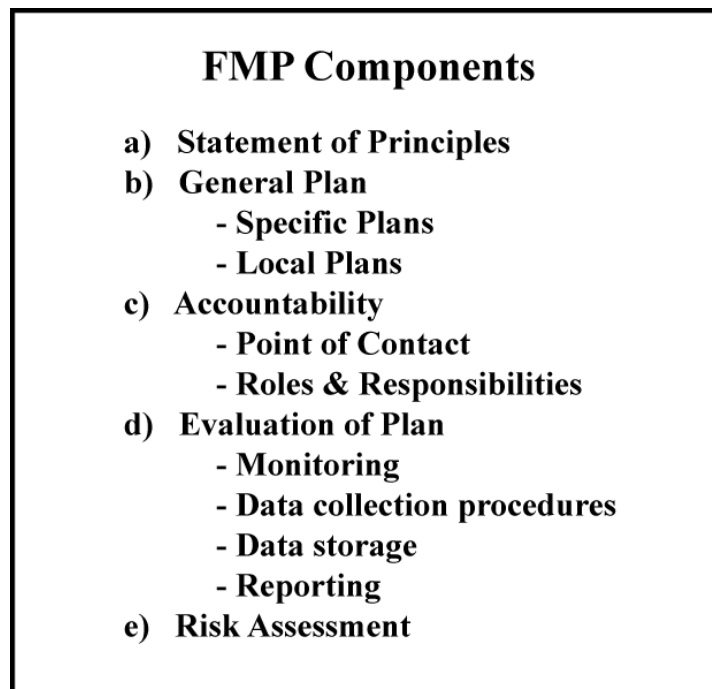 FMP Components
a) Statement of Principles
b) General Plan
- Specific Plans
- Local Plans
c) Accountability
- Point of Contact
- Roles & Responsibilities
d) Evaluation of Plan
- Monitoring
- Data collection procedures
- Data storage
- Reporting
e) Risk Assessment